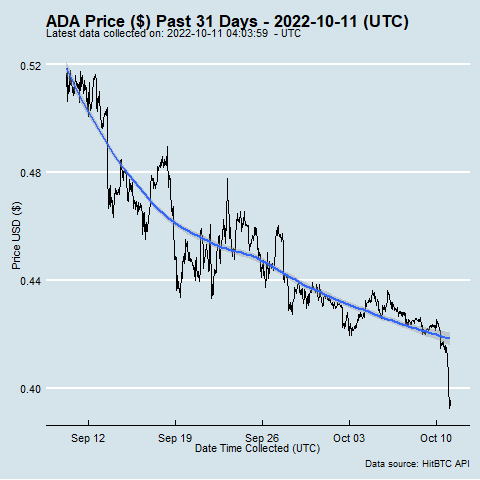 ADA Price ($) Past 31 Days - 2022-10-11 (UTC)
Latest data collected on: 2022-10-11 04:03:59  - UTC
0.52
0.48
0.44
0.40
Price USD ($)
Sep 12
Sep 19
Sep 26
Oct 03
Oct 10
Date Time Collected (UTC)
Data source: HitBTC API